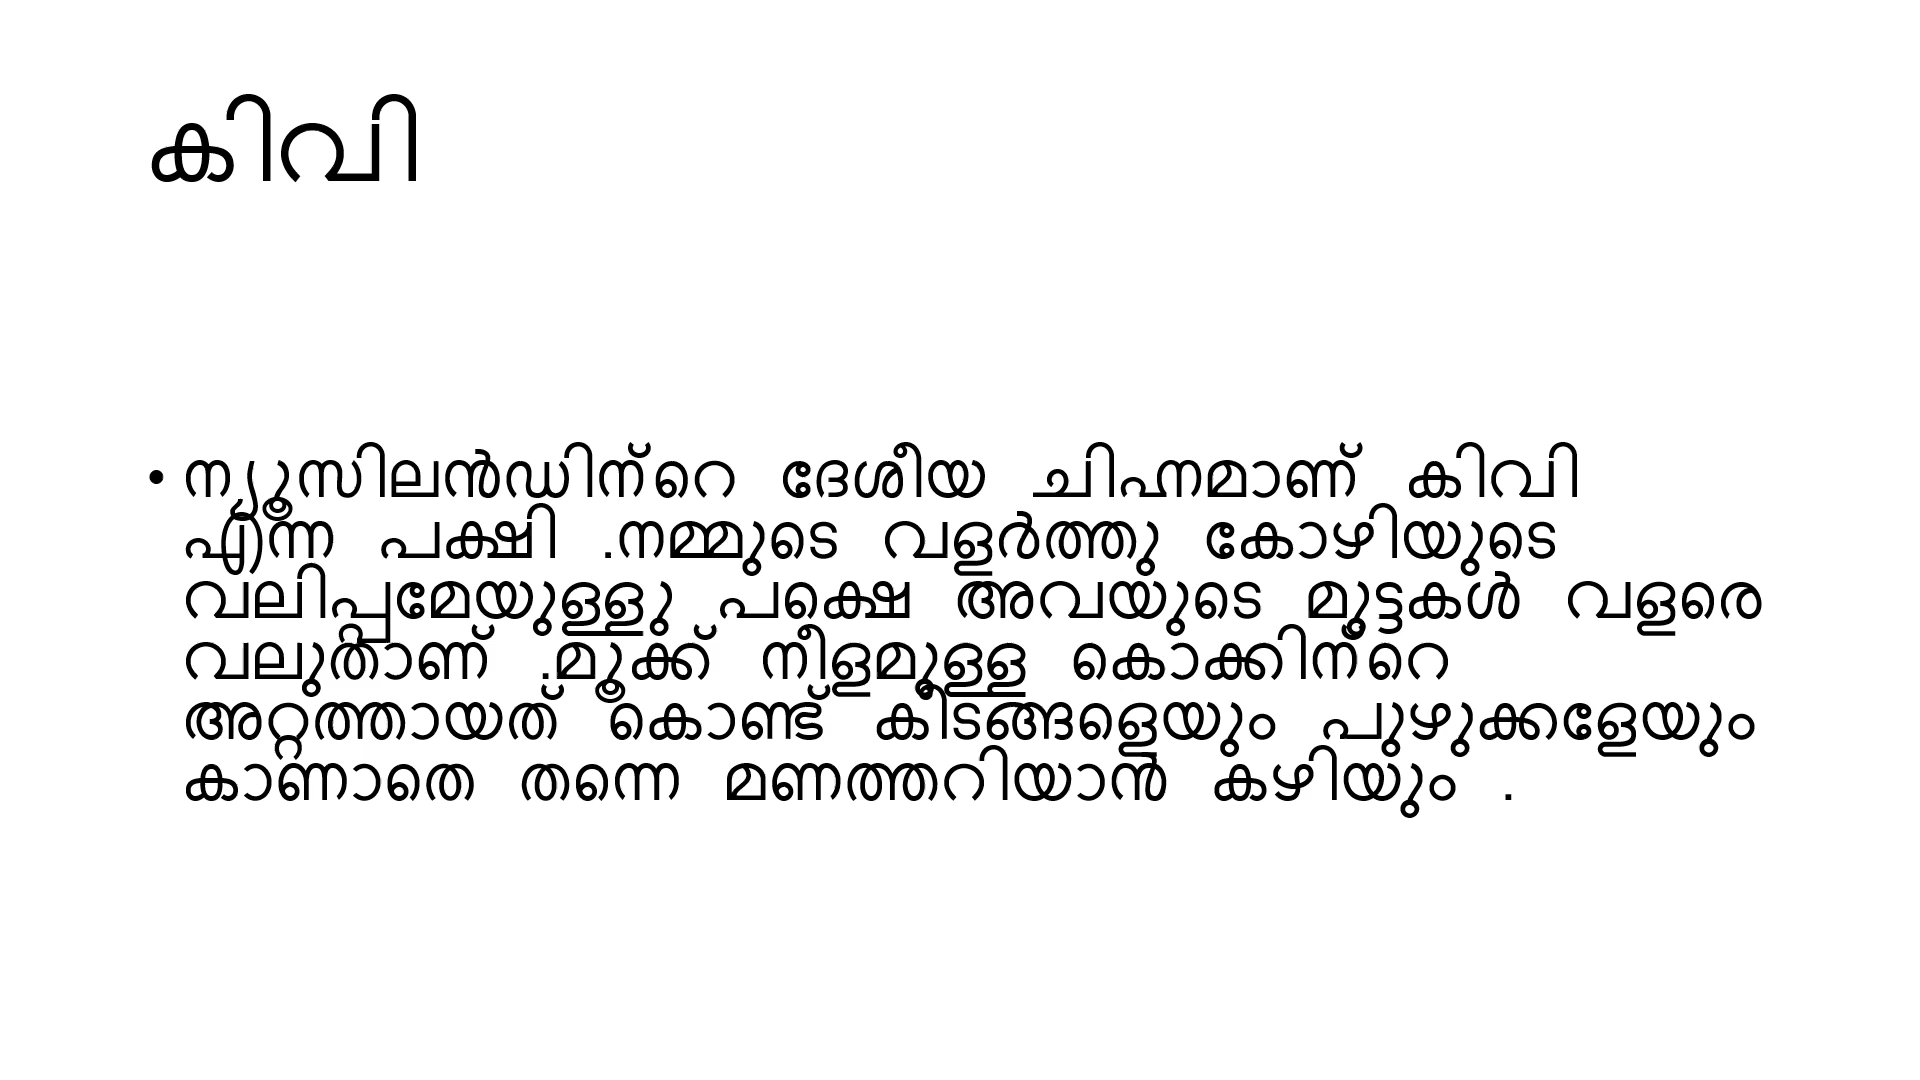 കിവി
• ന്യൂസിലൻഡിന്റെ ദേശീയ ചിഹ്നമാണ് കിവി
എന്ന പക്ഷി .നമ്മുടെ വളർത്തു കോഴിയുടെ
വലിപ്പമേയുള്ളു പക്ഷെ അവയുടെ മുട്ടകൾ വളരെ
വലുതാണ് .മൂക്ക് നീളമുള്ള കൊക്കിന്റെ
അറ്റത്തായത് കൊണ്ട് കീടങ്ങളെയും പുഴുക്കളേയും
കാണാതെ തന്നെ മണത്തറിയാൻ കഴിയും .